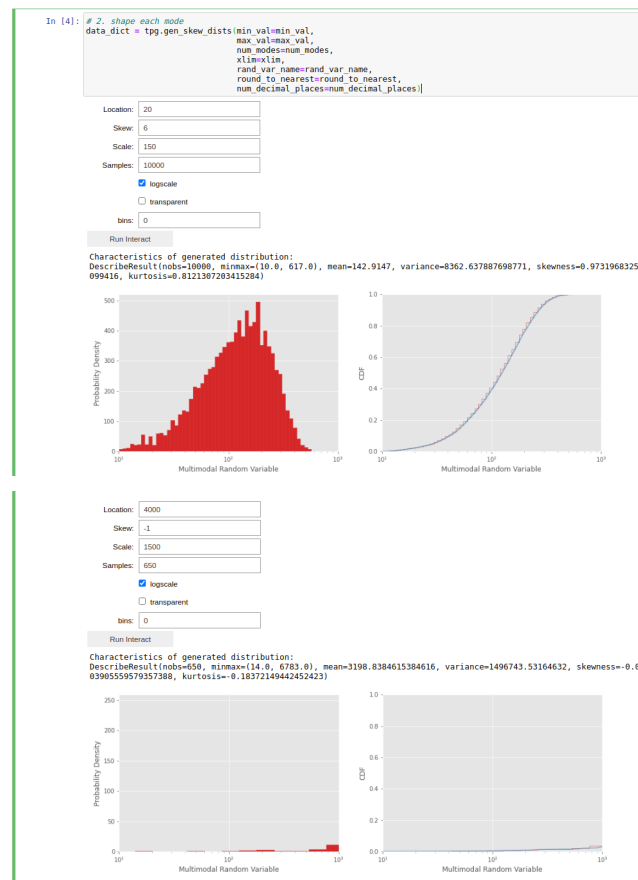 In [4]: # 2. shape each mode
data_dict = tpg.gen_skew_dists(min_val=min_val,
max_val=max_val,
num_modes=num_modes,
xlim=xlim,
rand_var_name=rand_var_name,
round_to_nearest=round_to_nearest,
num_decimal_places=num_decimal_places)
Location: 20
Skew: 6
Scale: 150
Samples: 10000
logscale
transparent
bins: 0
Run Interact
Characteristics of generated distribution:
DescribeResult(nobs=10000, minmax=(10.0, 617.0), mean=142.9147, variance=8362.637887698771, skewness=0.9731968325
099416, kurtosis=0.8121307203415284)
Probability Density
500
400
300
200
100
0
10¹ 10² 10³
Multimodal Random Variable
CDF
1.0
0.8
0.6
0.4
0.2
0.0
10¹ 10² 10³
Multimodal Random Variable
Location: 4000
Skew: -1
Scale: 1500
Samples: 650
logscale
transparent
bins: 0
Run Interact
Characteristics of generated distribution:
DescribeResult(nobs=650, minmax=(14.0, 6783.0), mean=3198.8384615384616, variance=1496743.53164632, skewness=-0.0
03905559579357388, kurtosis=-0.18372149442452423)
Probability Density
250
200
150
100
50
0
10¹ 10² 10³
Multimodal Random Variable
CDF
1.0
0.8
0.6
0.4
0.2
0.0
10¹ 10² 10³
Multimodal Random Variable